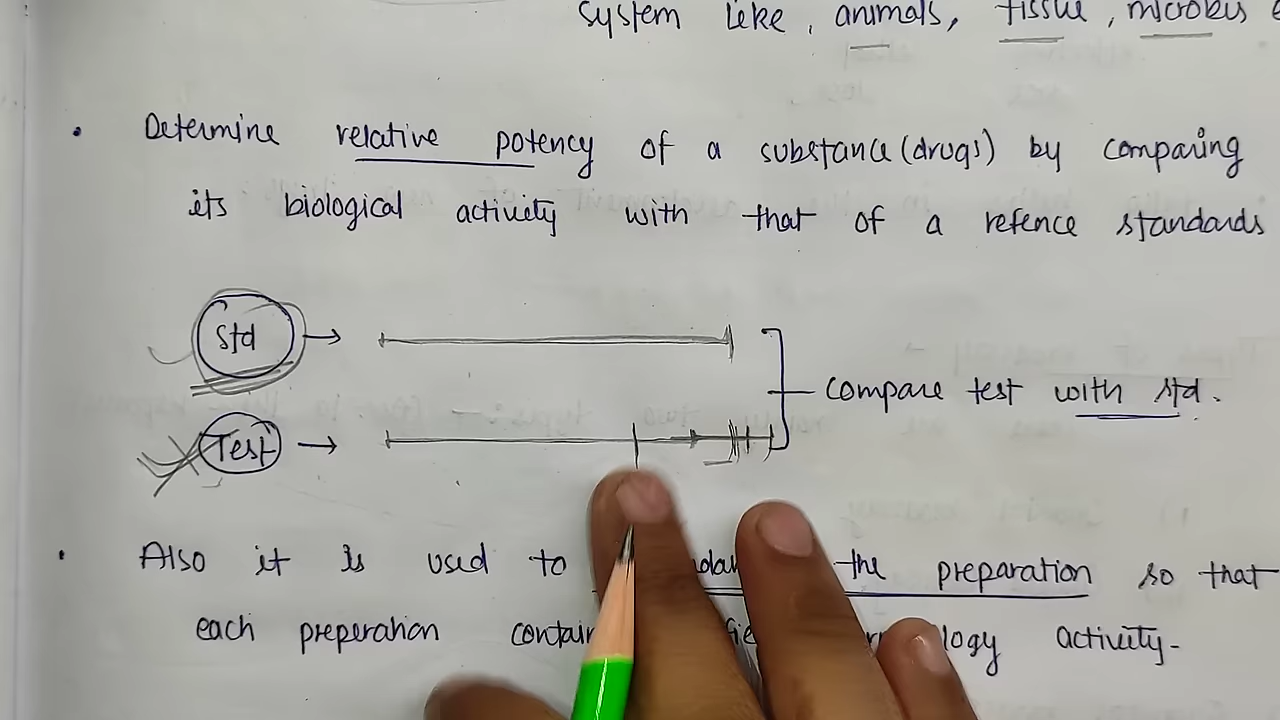 System like, animals, tissue, microbes
• Determine relative potency of a substance(drugs) by comparing
its biological activity with that of a refence standards
Std →
Compare test with std.
Test →
• Also it is used to the preparation so that
each preperation activity.